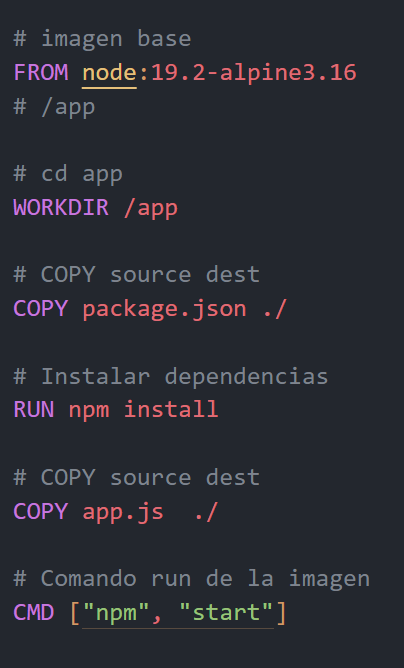 # imagen base
FROM node:19.2-alpine3.16
# /app
# cd app
WORKDIR /app
# COPY source dest
COPY package.json ./
# Instalar dependencias
RUN npm install
# COPY source dest
COPY app.js  ./
# Comando run de la imagen
CMD ["npm", "start"]